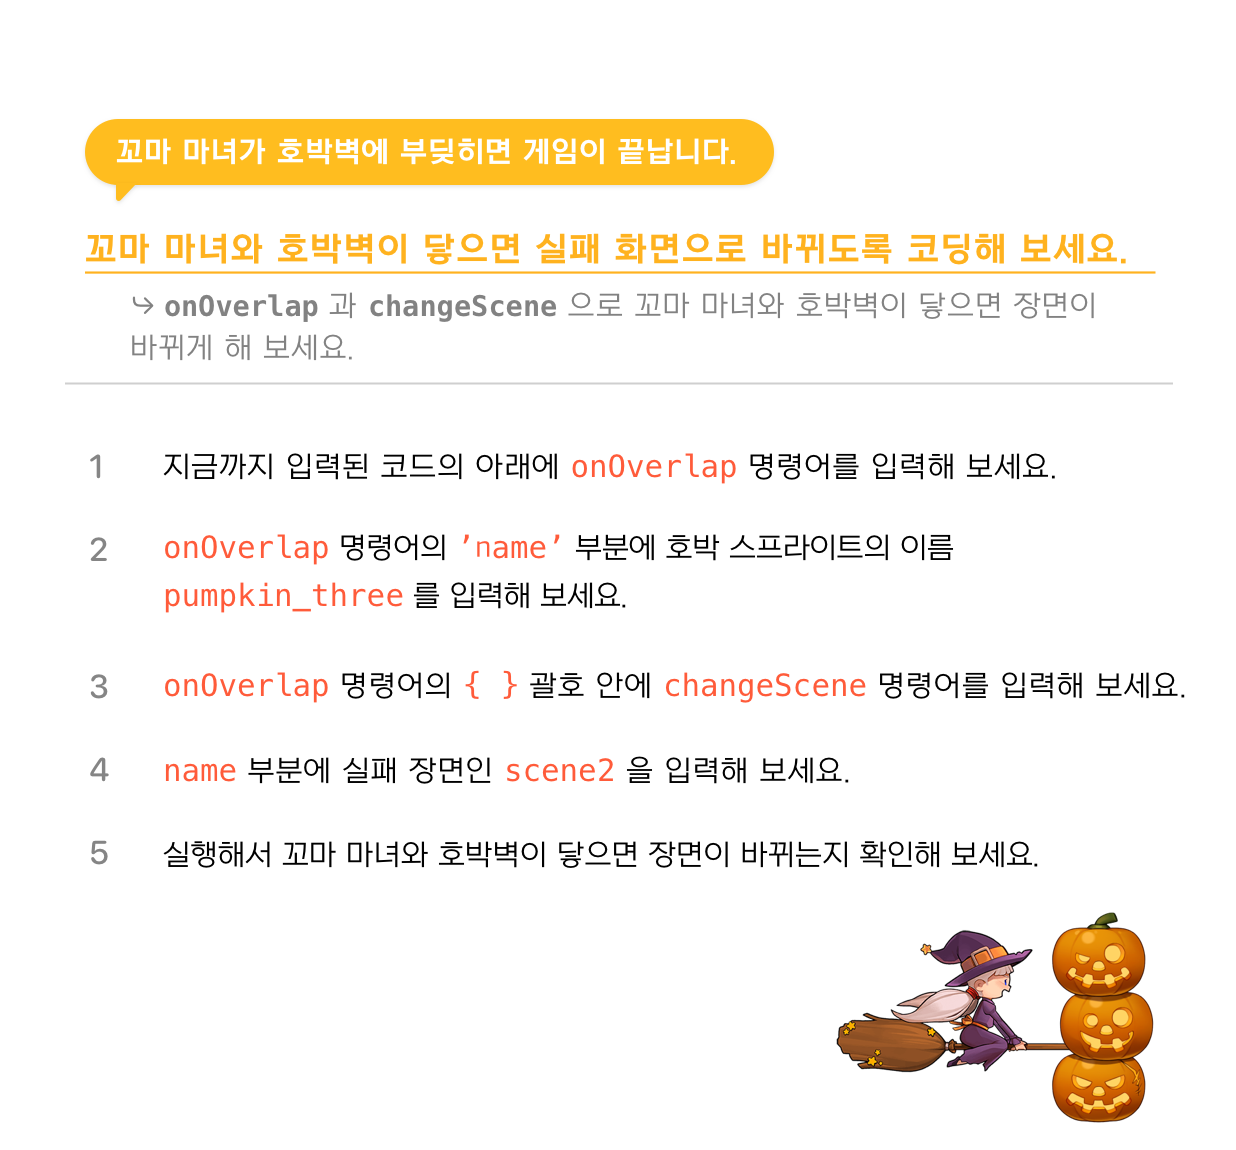 꼬마 마녀가 호박벽에 부딪히면 게임이 끝납니다.
꼬마 마녀와 호박벽이 닿으면 실패 화면으로 바뀌도록 코딩해 보세요.
↪ onOverlap 과 changeScene 으로 꼬마 마녀와 호박벽이 닿으면 장면이
바뀌게 해 보세요.
1 지금까지 입력된 코드의 아래에 onOverlap 명령어를 입력해 보세요.
2 onOverlap 명령어의 ’name’ 부분에 호박 스프라이트의 이름
pumpkin_three 를 입력해 보세요.
3 onOverlap 명령어의 { } 괄호 안에 changeScene 명령어를 입력해 보세요.
4 name 부분에 실패 장면인 scene2 을 입력해 보세요.
5 실행해서 꼬마 마녀와 호박벽이 닿으면 장면이 바뀌는지 확인해 보세요.